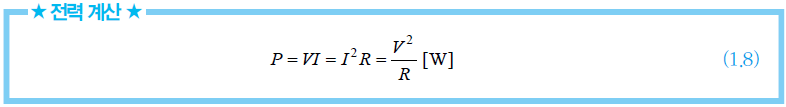 ★ 전력 계산 ★
P = VI = I²R = V²/R [W] (1.8)